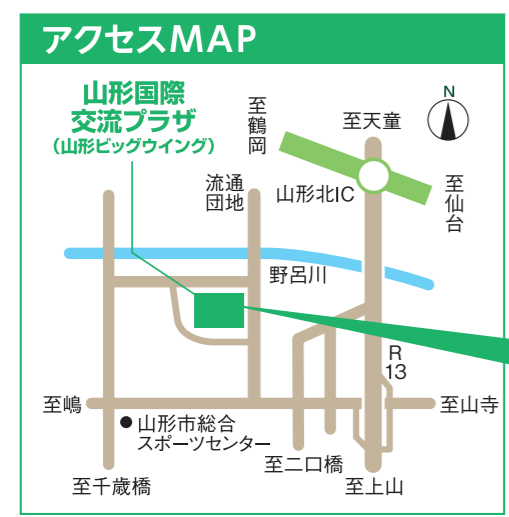 アクセスMAP
山形国際
交流プラザ
（山形ビッグウイング）
至鶴岡
至天童
N
流通
団地
山形北IC
至仙台
野呂川
R
13
至嶋
至山寺
山形市総合
スポーツセンター
至二口橋
至千歳橋
至上山